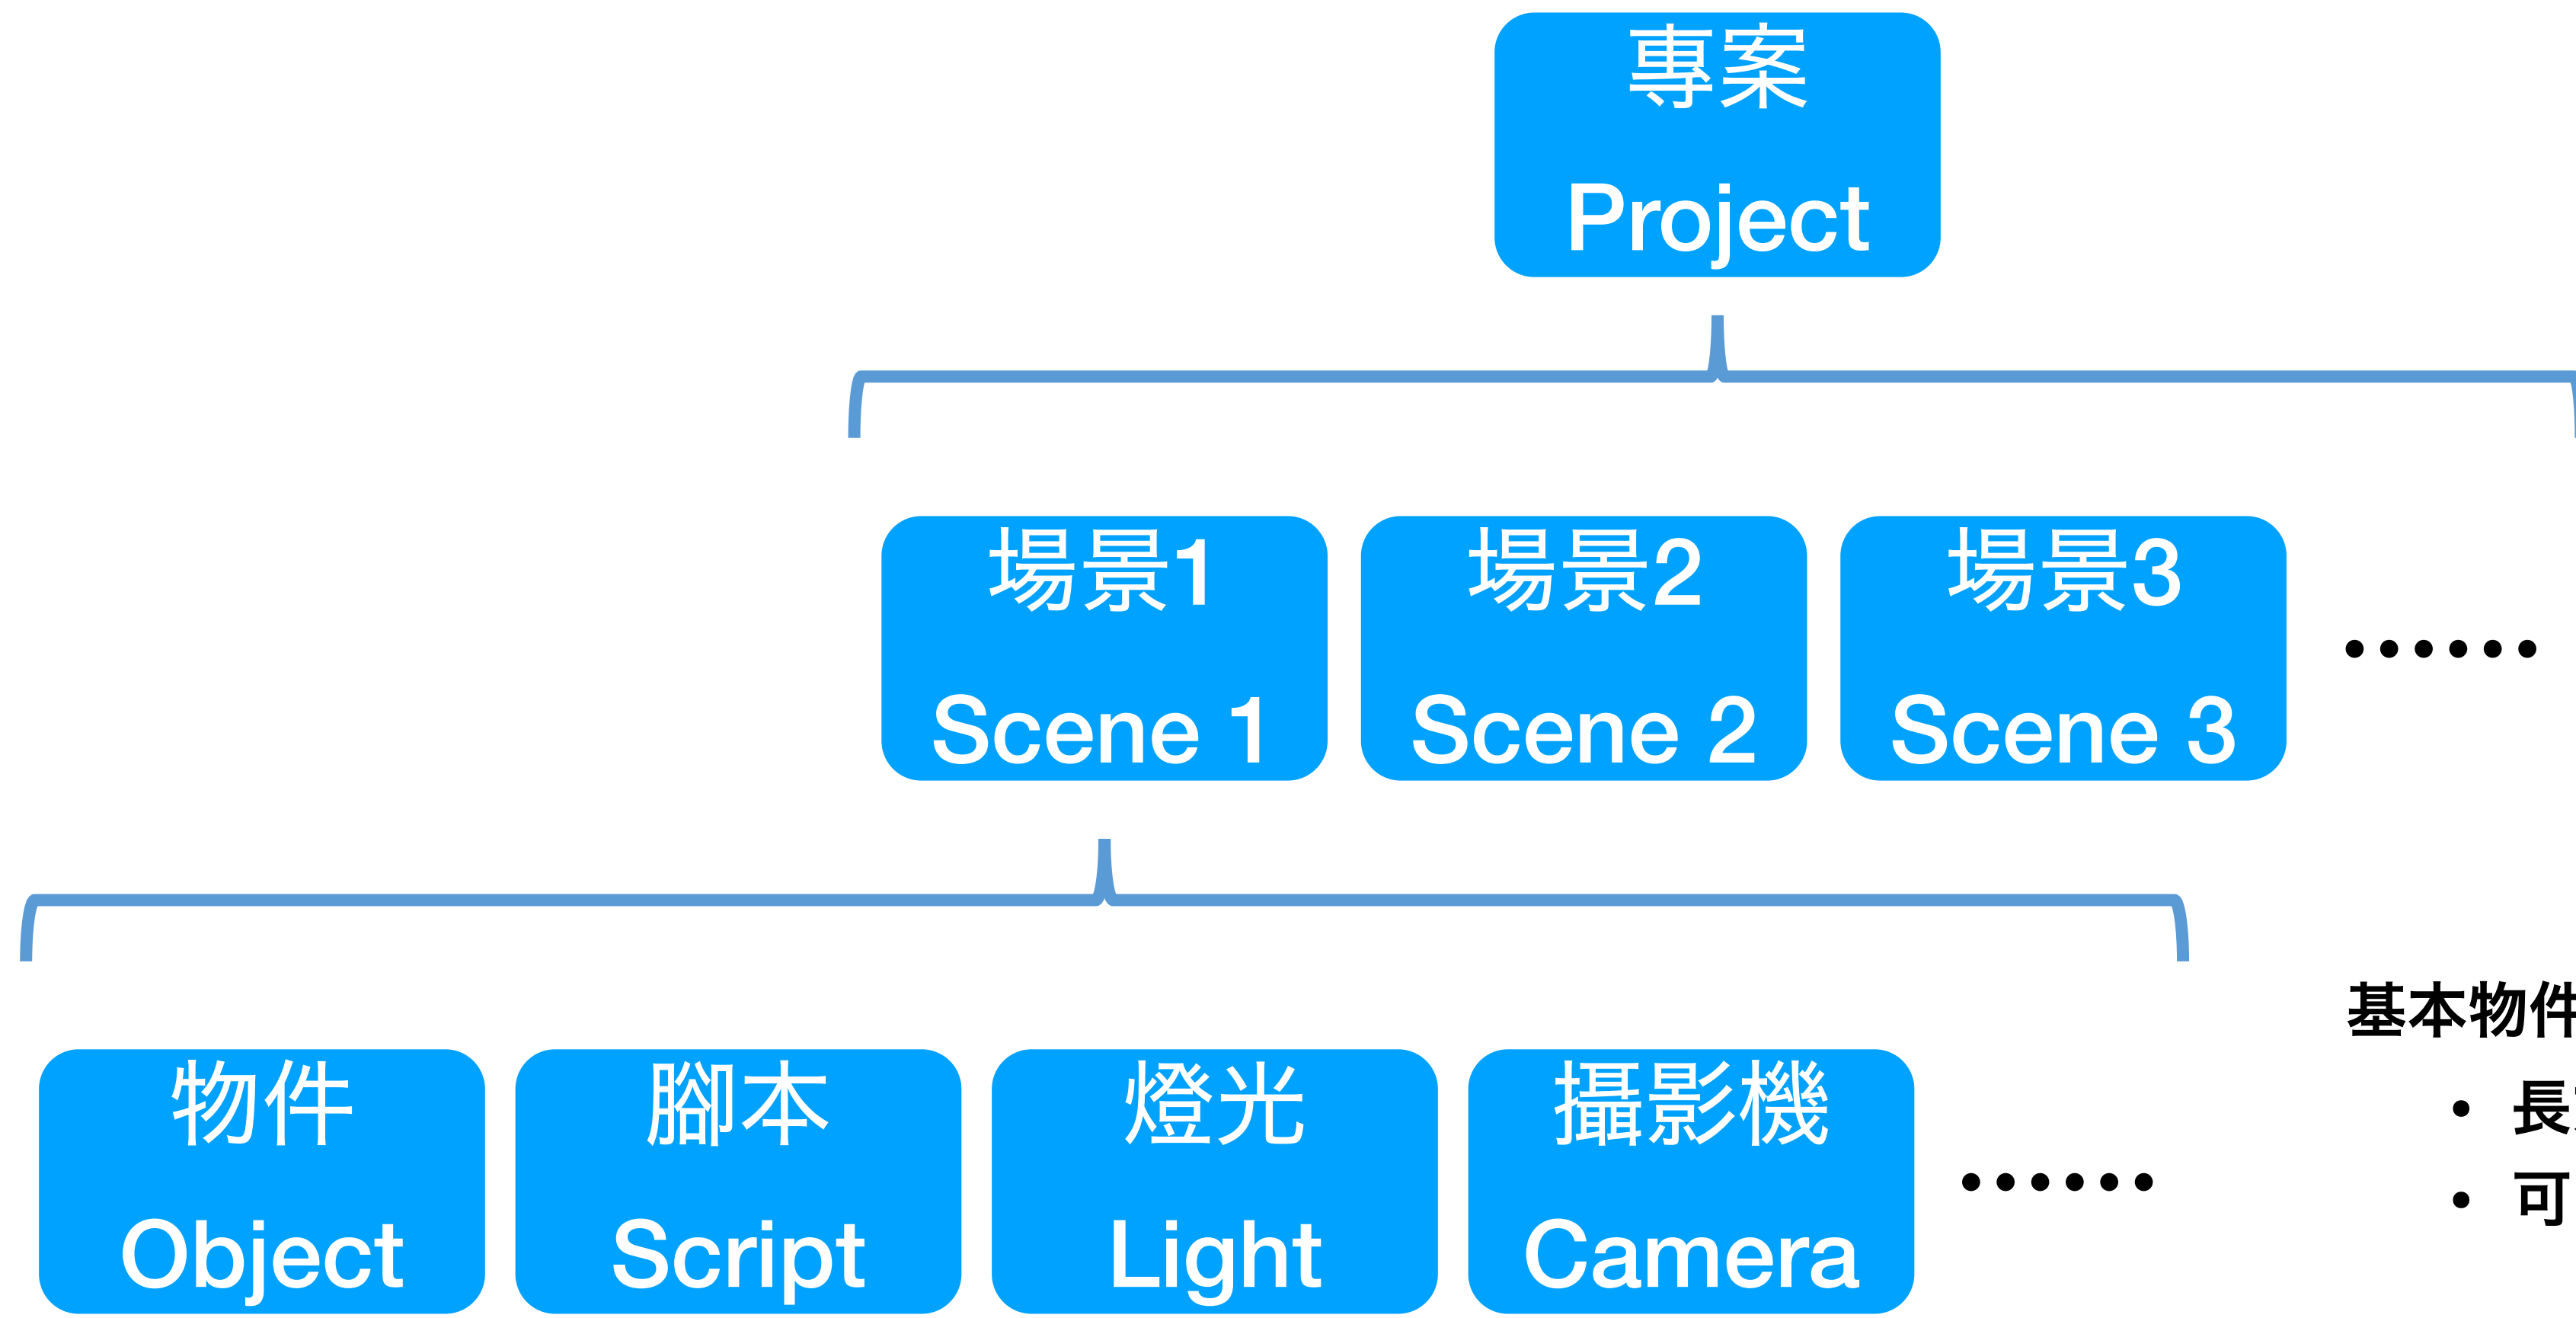 專案
Project
場景1
Scene 1
場景2
Scene 2
場景3
Scene 3
……
物件
Object
腳本
Script
燈光
Light
攝影機
Camera
……
基本物件
• 長
• 可